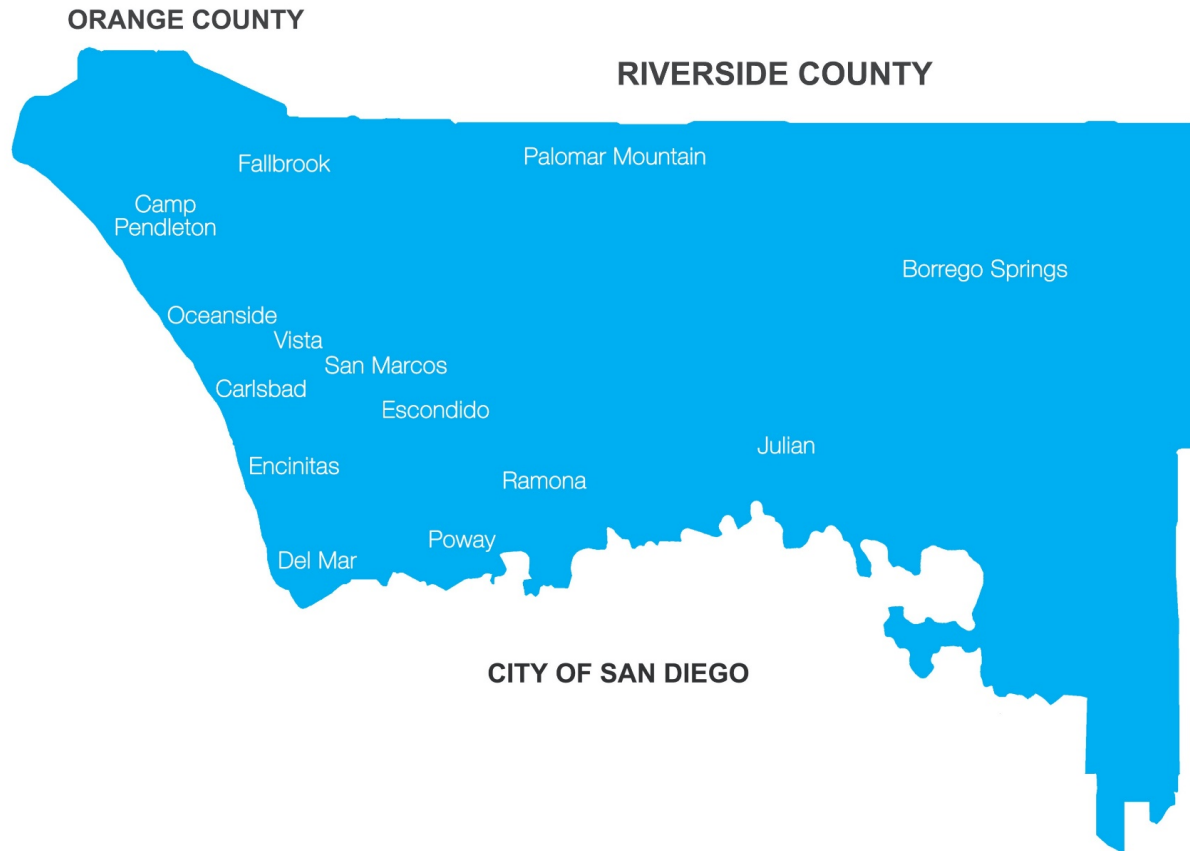 ORANGE COUNTY
RIVERSIDE COUNTY
Fallbrook
Palomar Mountain
Camp
Pendleton
Borrego Springs
Oceanside
Vista
San Marcos
Carlsbad
Escondido
Julian
Encinitas
Ramona
Poway
Del Mar
CITY OF SAN DIEGO